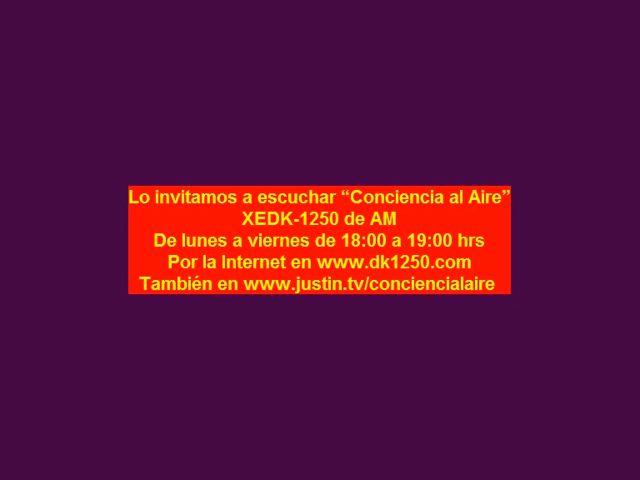 Lo invitamos a escuchar “Conciencia al Aire”
XEDK-1250 de AM
De lunes a viernes de 18:00 a 19:00 hrs
Por la Internet en www.dk1250.com
También en www.justin.tv/conciencialaire